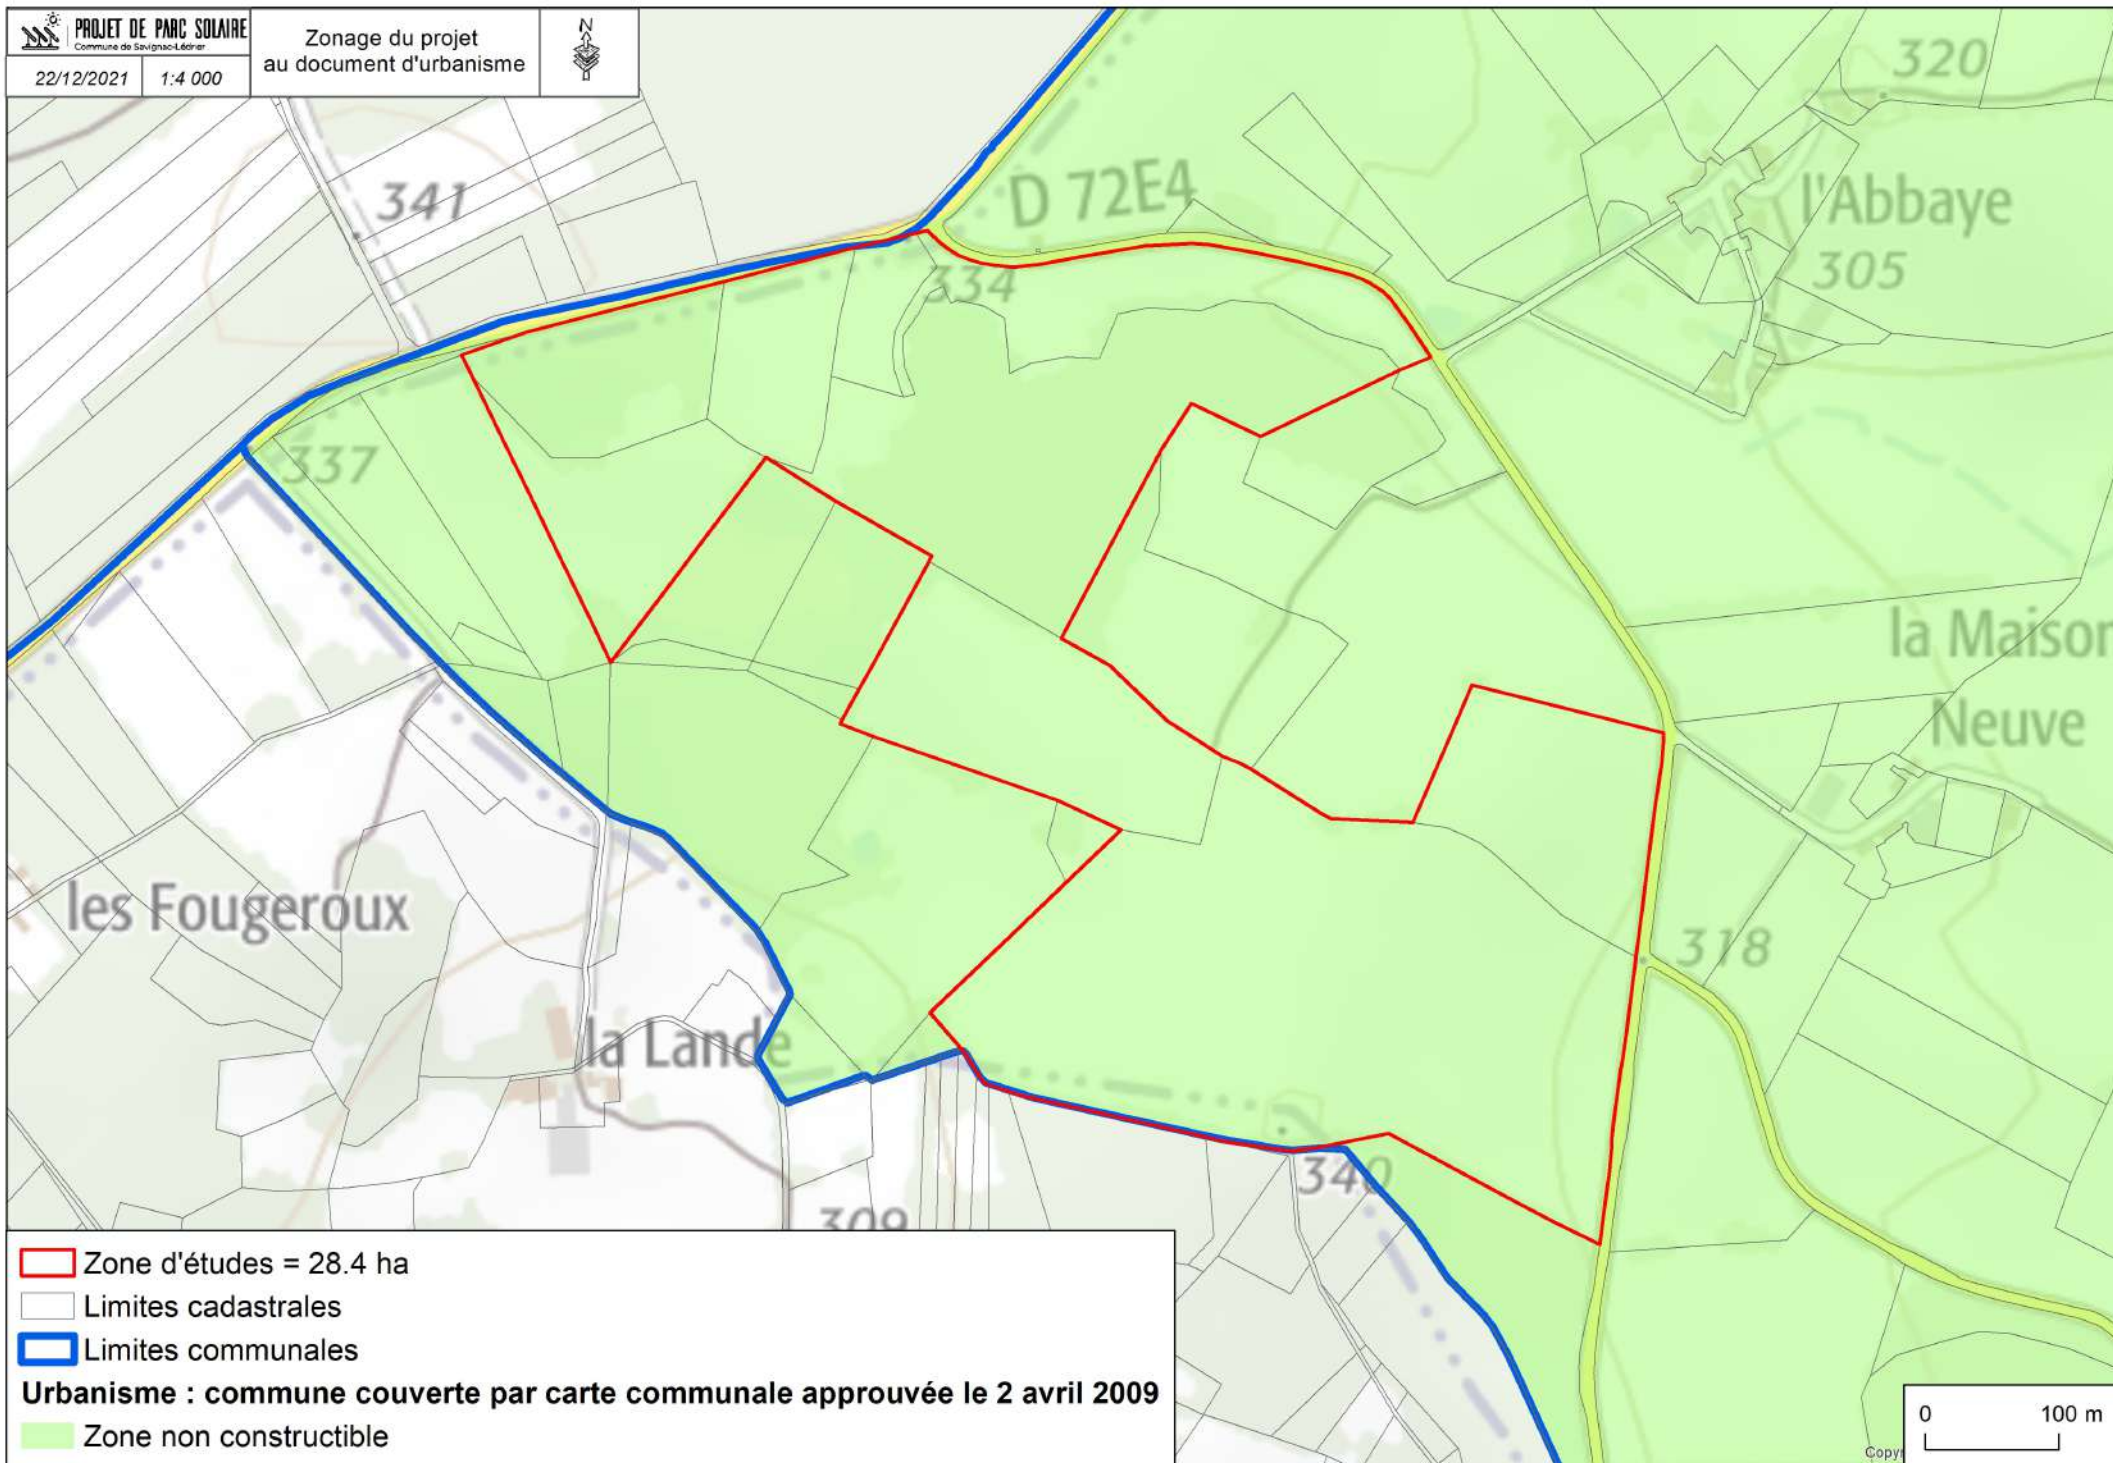 PROJET DE PARC SOLAIRE
Commune de Savignac-Lédrier
22/12/2021
1:4 000
Zonage du projet
au document d'urbanisme
N
320
341
D 72E4
l'Abbaye
305
334
337
la Maison
Neuve
les Fougeroux
318
la Lande
340
309
Zone d'études = 28.4 ha
Limites cadastrales
Limites communales
Urbanisme : commune couverte par carte communale approuvée le 2 avril 2009
Zone non constructible
0 100 m